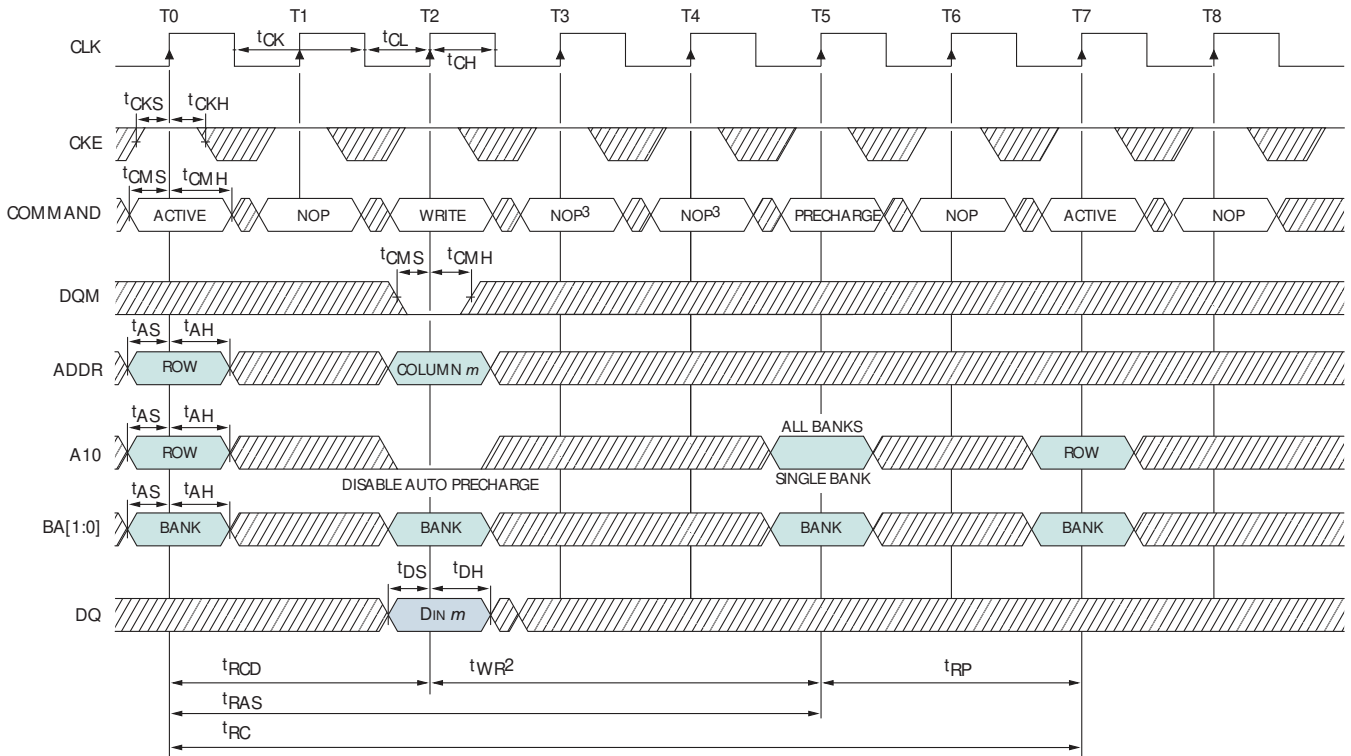 T0 T1 T2 T3 T4 T5 T6 T7 T8
CLK
tCK tCL
tCH
tCKS tCKH
CKE
tCMS tCMH
COMMAND ACTIVE NOP WRITE NOP3 NOP3 PRECHARGE NOP ACTIVE NOP
tCMS tCMH
DQM
tAS tAH
ADDR ROW COLUMN m
tAS tAH
ALL BANKS
A10 ROW ROW
DISABLE AUTO PRECHARGE SINGLE BANK
tAS tAH
BA[1:0] BANK BANK BANK BANK
tDS tDH
DQ DIN m
tRCD tWR2 tRP
tRAS
tRC